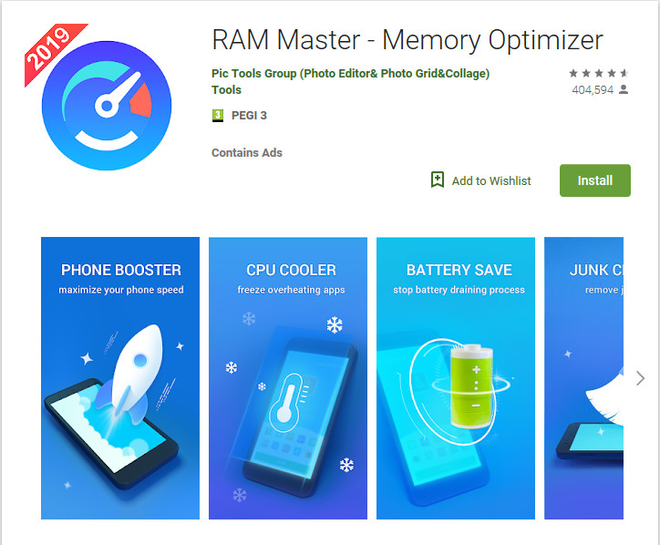 2019
RAM Master - Memory Optimizer
Pic Tools Group (Photo Editor& Photo Grid&Collage)
Tools
404,594
3
PEGI 3
Contains Ads
Add to Wishlist
Install
PHONE BOOSTER
maximize your phone speed
CPU COOLER
freeze overheating apps
BATTERY SAVE
stop battery draining process
JUNK C
remove j